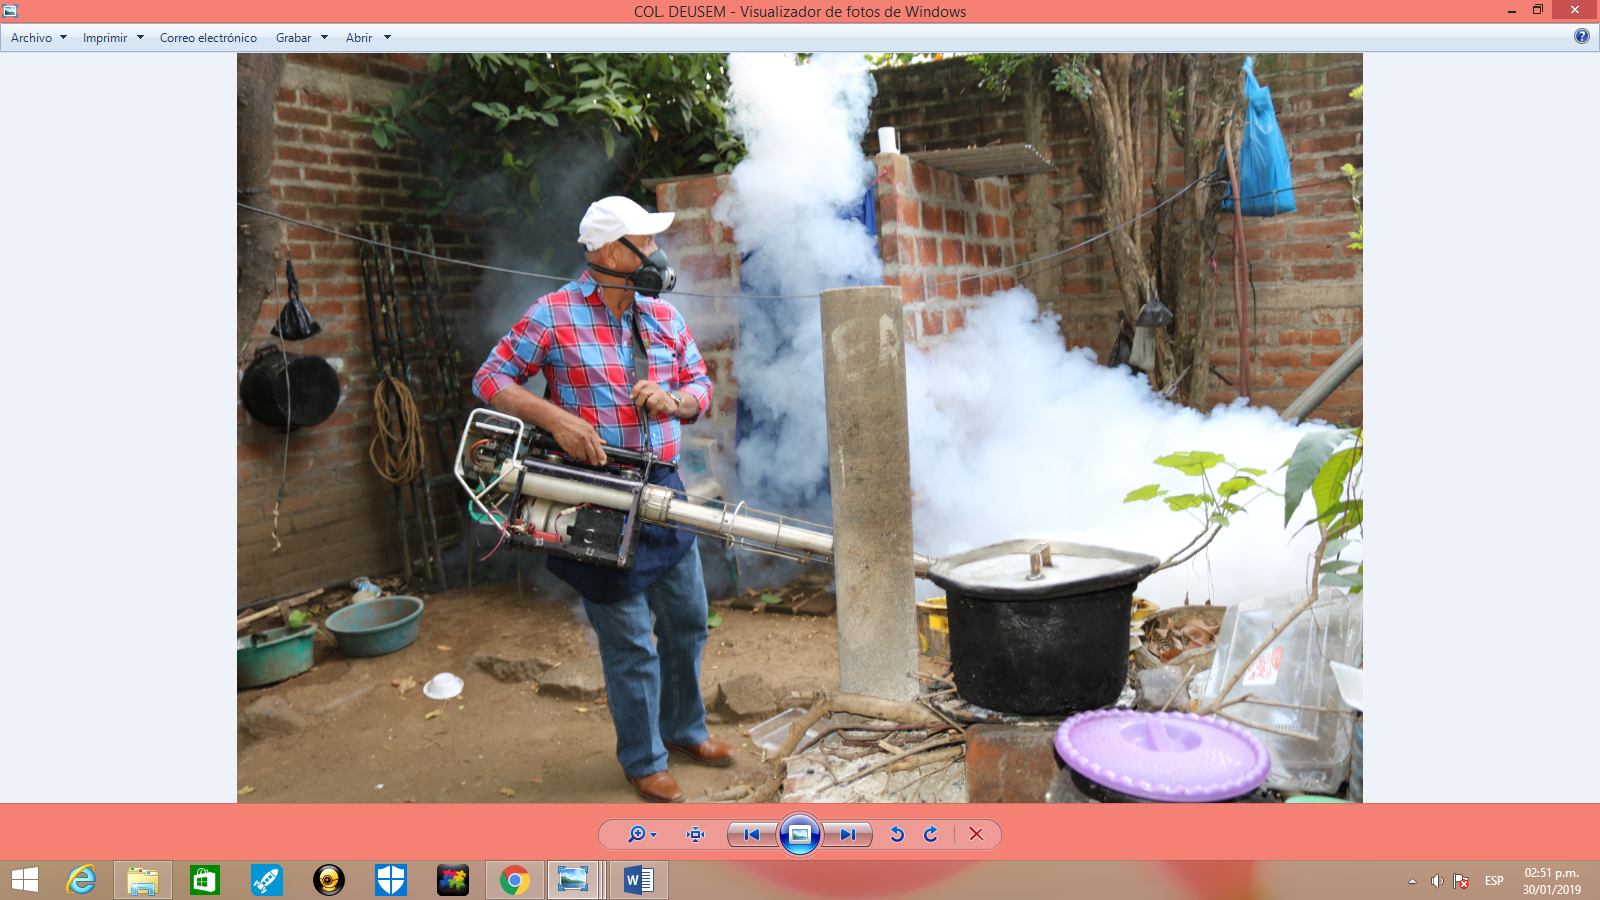 COL. DEUSEM - Visualizador de fotos de Windows
Archivo Imprimir Correo electrónico Grabar Abrir
W
ESP
02:51 p.m.
30/01/2019